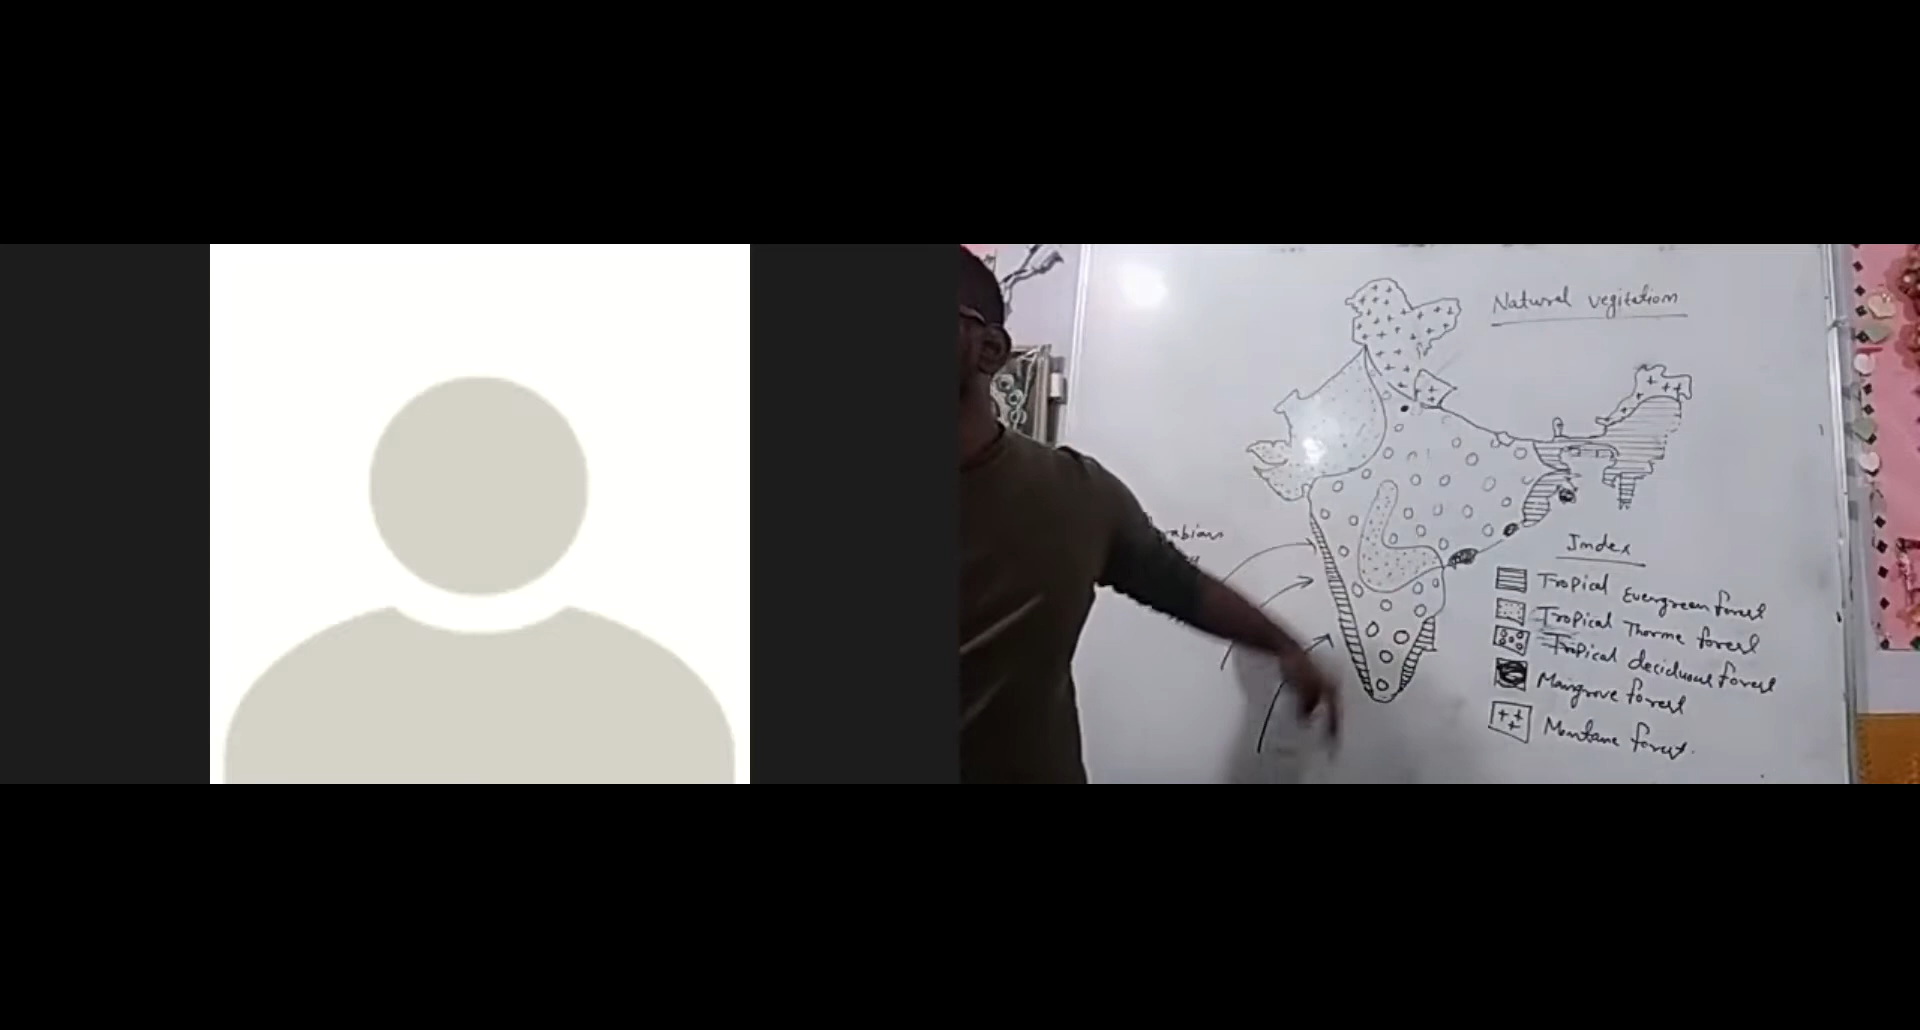 Natural vegitation
Index
Tropical Evergreen forest
Tropical Thorne forest
Tropical deciduous forest
Mangrove forest
Montane forest.